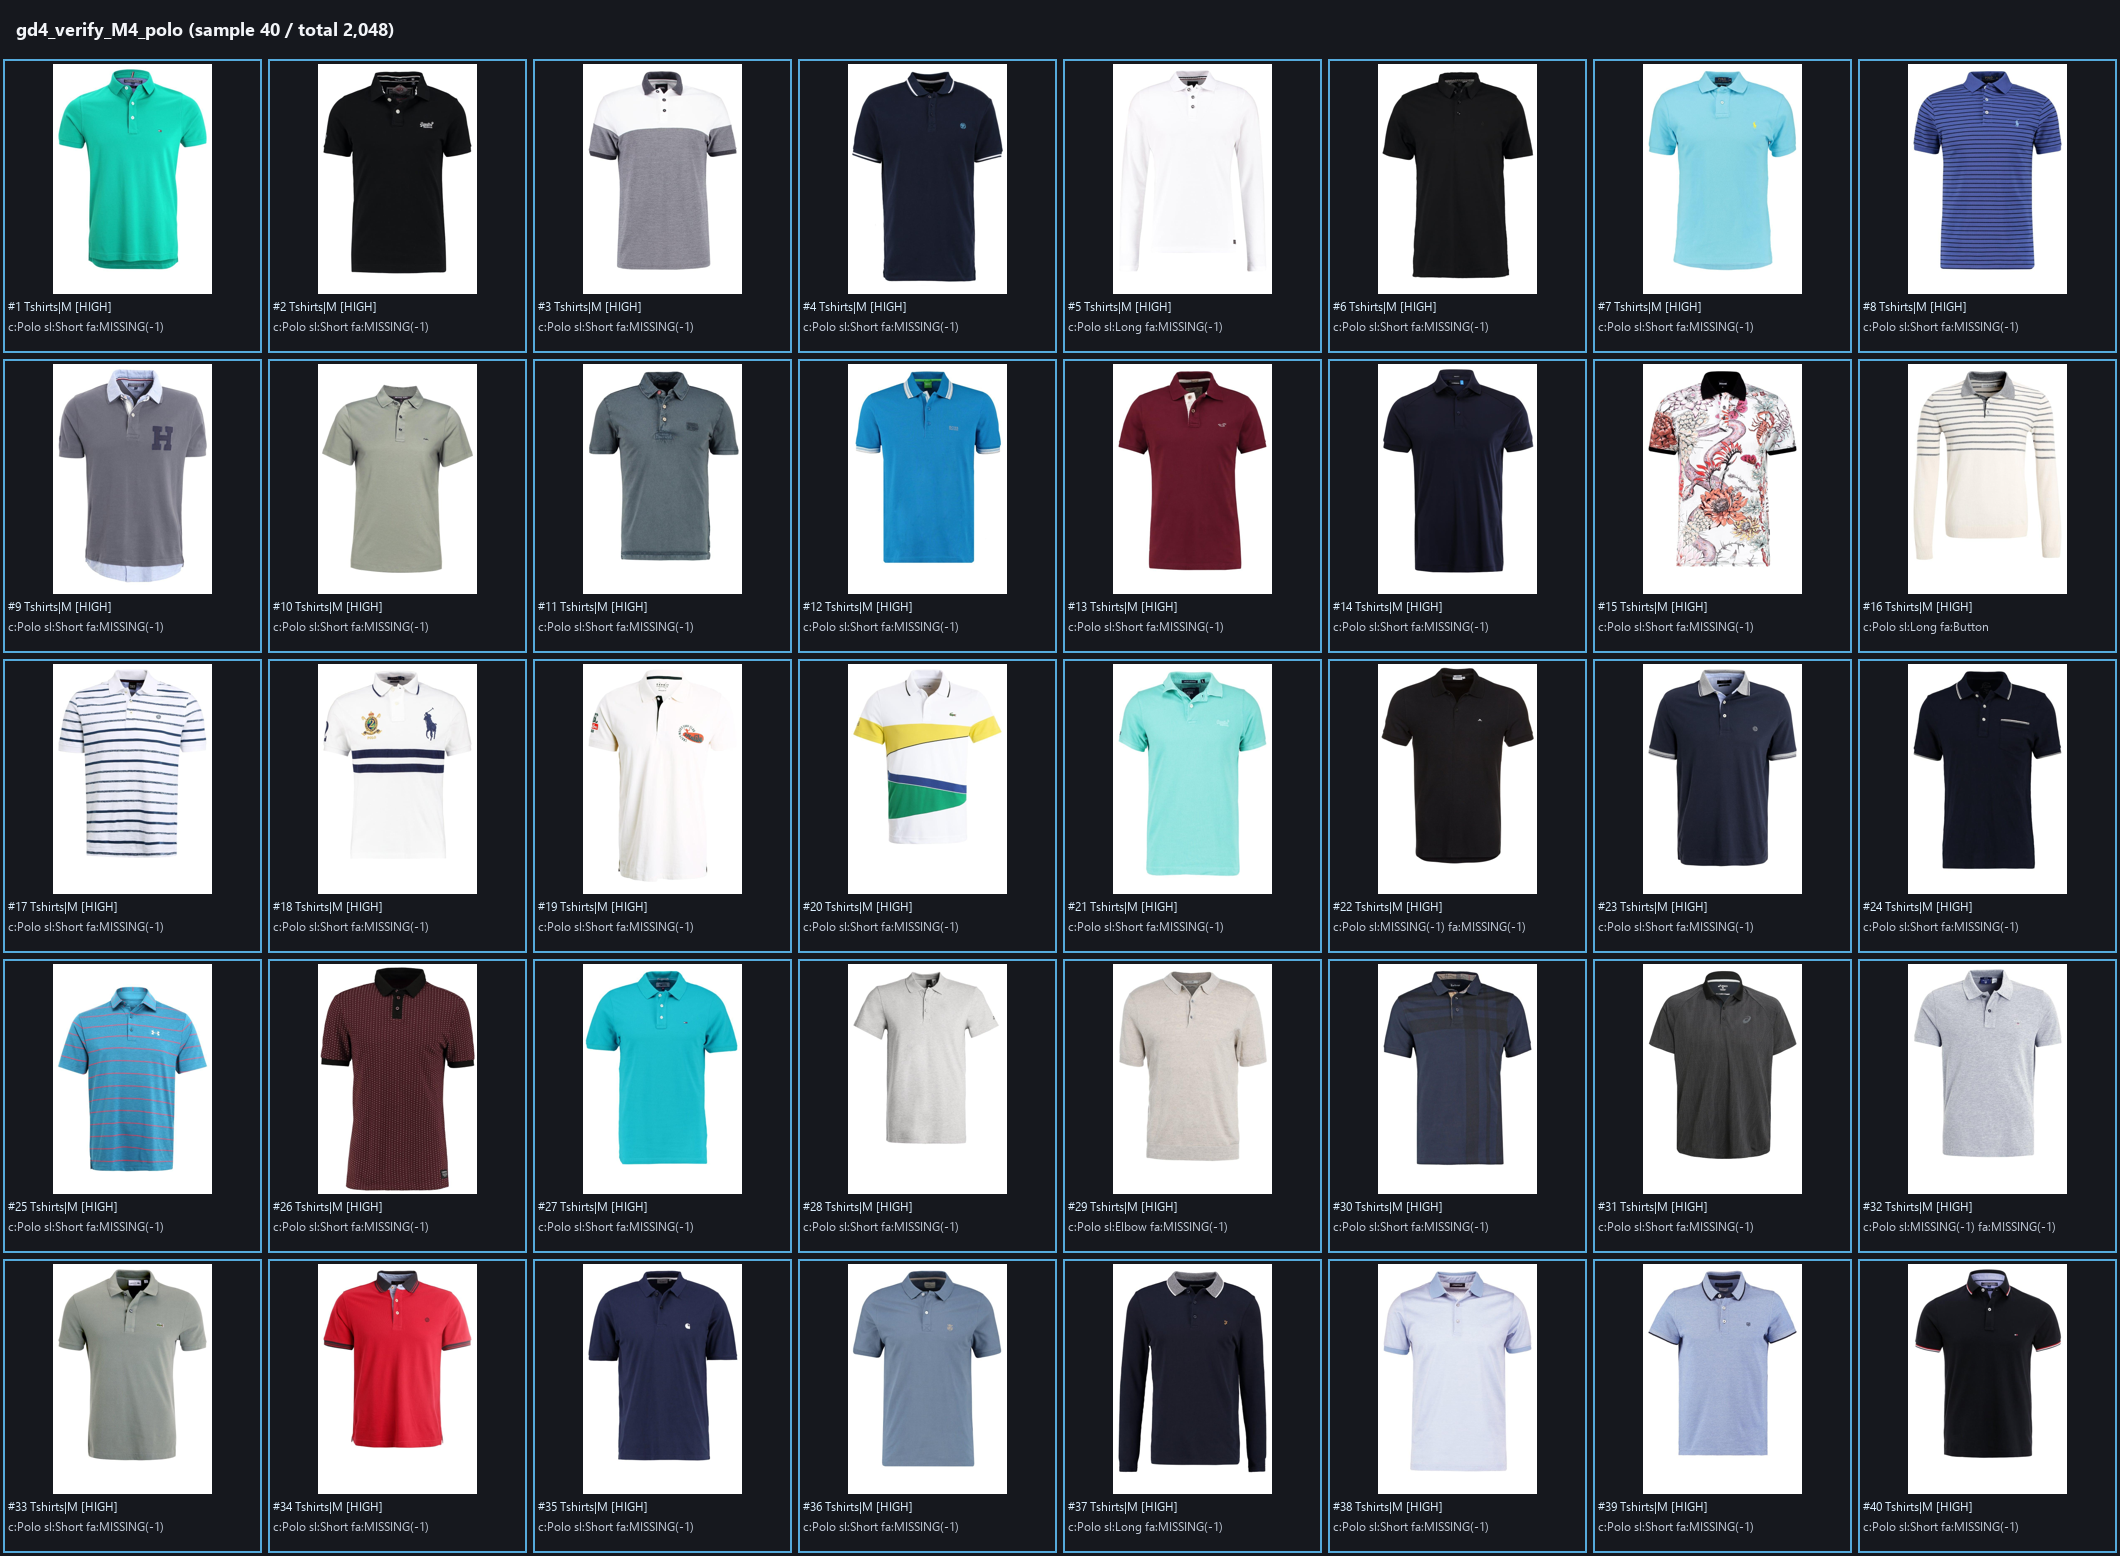 gd4_verify_M4_polo (sample 40 / total 2,048)
#1 Tshirts|M [HIGH]
c:Polo sl:Short fa:MISSING(-1)
#2 Tshirts|M [HIGH]
c:Polo sl:Short fa:MISSING(-1)
#3 Tshirts|M [HIGH]
c:Polo sl:Short fa:MISSING(-1)
#4 Tshirts|M [HIGH]
c:Polo sl:Short fa:MISSING(-1)
#5 Tshirts|M [HIGH]
c:Polo sl:Long fa:MISSING(-1)
#6 Tshirts|M [HIGH]
c:Polo sl:Short fa:MISSING(-1)
#7 Tshirts|M [HIGH]
c:Polo sl:Short fa:MISSING(-1)
#8 Tshirts|M [HIGH]
c:Polo sl:Short fa:MISSING(-1)
H
#9 Tshirts|M [HIGH]
c:Polo sl:Short fa:MISSING(-1)
#10 Tshirts|M [HIGH]
c:Polo sl:Short fa:MISSING(-1)
#11 Tshirts|M [HIGH]
c:Polo sl:Short fa:MISSING(-1)
#12 Tshirts|M [HIGH]
c:Polo sl:Short fa:MISSING(-1)
#13 Tshirts|M [HIGH]
c:Polo sl:Short fa:MISSING(-1)
#14 Tshirts|M [HIGH]
c:Polo sl:Short fa:MISSING(-1)
#15 Tshirts|M [HIGH]
c:Polo sl:Short fa:MISSING(-1)
#16 Tshirts|M [HIGH]
c:Polo sl:Long fa:Button
#17 Tshirts|M [HIGH]
c:Polo sl:Short fa:MISSING(-1)
#18 Tshirts|M [HIGH]
c:Polo sl:Short fa:MISSING(-1)
#19 Tshirts|M [HIGH]
c:Polo sl:Short fa:MISSING(-1)
#20 Tshirts|M [HIGH]
c:Polo sl:Short fa:MISSING(-1)
#21 Tshirts|M [HIGH]
c:Polo sl:Short fa:MISSING(-1)
#22 Tshirts|M [HIGH]
c:Polo sl:MISSING(-1) fa:MISSING(-1)
#23 Tshirts|M [HIGH]
c:Polo sl:Short fa:MISSING(-1)
#24 Tshirts|M [HIGH]
c:Polo sl:Short fa:MISSING(-1)
#25 Tshirts|M [HIGH]
c:Polo sl:Short fa:MISSING(-1)
#26 Tshirts|M [HIGH]
c:Polo sl:Short fa:MISSING(-1)
#27 Tshirts|M [HIGH]
c:Polo sl:Short fa:MISSING(-1)
#28 Tshirts|M [HIGH]
c:Polo sl:Short fa:MISSING(-1)
#29 Tshirts|M [HIGH]
c:Polo sl:Elbow fa:MISSING(-1)
#30 Tshirts|M [HIGH]
c:Polo sl:Short fa:MISSING(-1)
#31 Tshirts|M [HIGH]
c:Polo sl:Short fa:MISSING(-1)
#32 Tshirts|M [HIGH]
c:Polo sl:MISSING(-1) fa:MISSING(-1)
#33 Tshirts|M [HIGH]
c:Polo sl:Short fa:MISSING(-1)
#34 Tshirts|M [HIGH]
c:Polo sl:Short fa:MISSING(-1)
#35 Tshirts|M [HIGH]
c:Polo sl:Short fa:MISSING(-1)
#36 Tshirts|M [HIGH]
c:Polo sl:Short fa:MISSING(-1)
#37 Tshirts|M [HIGH]
c:Polo sl:Long fa:MISSING(-1)
#38 Tshirts|M [HIGH]
c:Polo sl:Short fa:MISSING(-1)
#39 Tshirts|M [HIGH]
c:Polo sl:Short fa:MISSING(-1)
#40 Tshirts|M [HIGH]
c:Polo sl:Short fa:MISSING(-1)